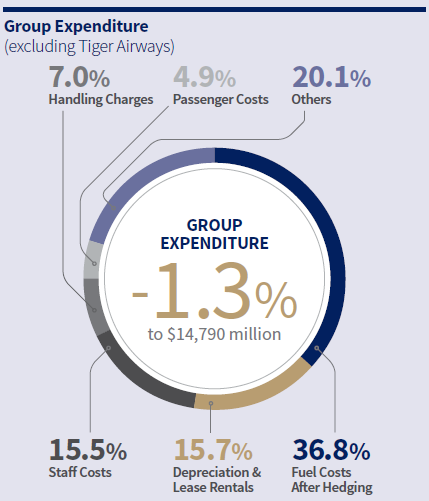 Group Expenditure
(excluding Tiger Airways)
7.0%
Handling Charges
4.9%
Passenger Costs
20.1%
Others
GROUP
EXPENDITURE
-1.3%
to $14,790 million
15.5%
Staff Costs
15.7%
Depreciation &
Lease Rentals
36.8%
Fuel Costs
After Hedging